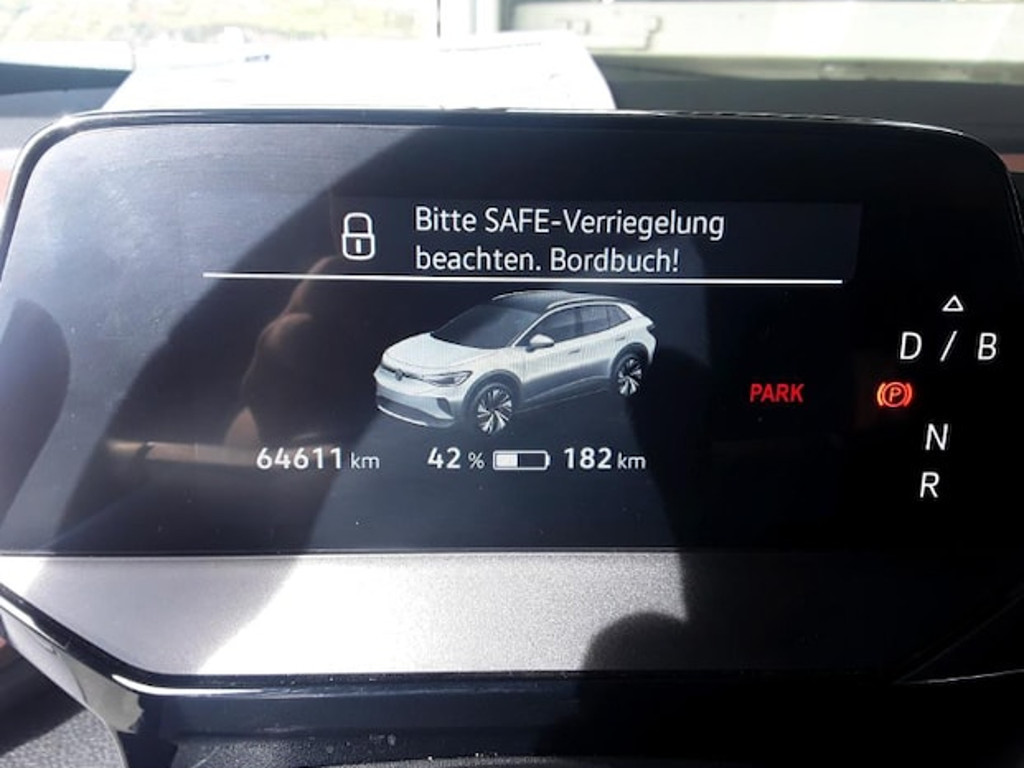 Bitte SAFE-Verriegelung
beachten. Bordbuch!
D / B
PARK (P)
N
64611 km 42 % 182 km
R